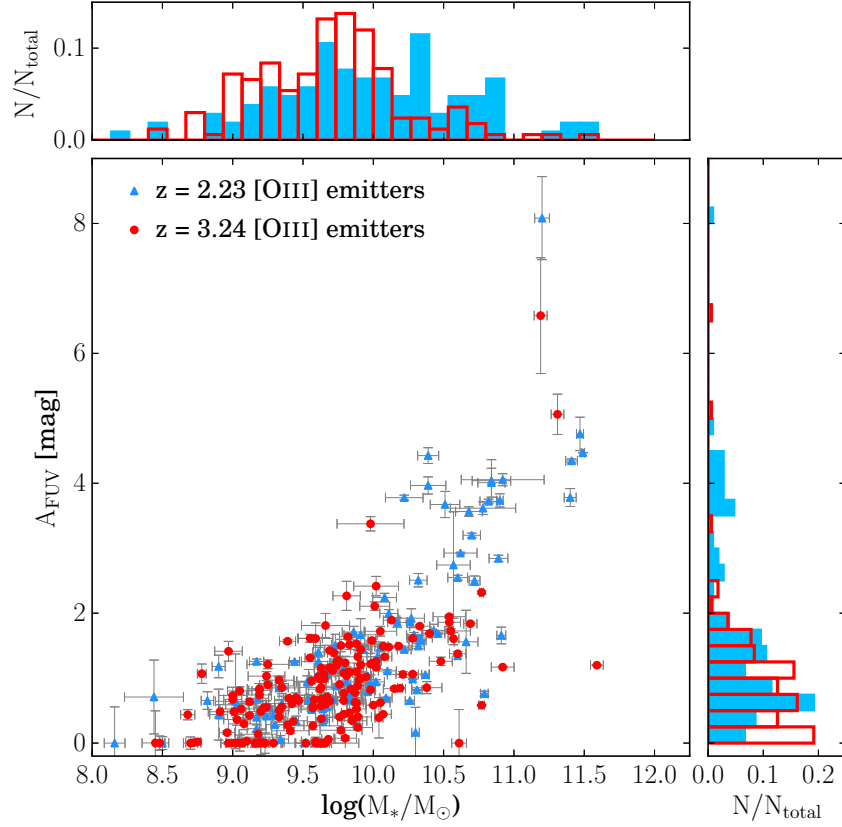 N/N_total
0.1
0.0
z = 2.23 [OIII] emitters
z = 3.24 [OIII] emitters
A_FUV [mag]
8
6
4
2
0
8.0 8.5 9.0 9.5 10.0 10.5 11.0 11.5 12.0
log(M_*/M_⊙)
0.0 0.1 0.2
N/N_total